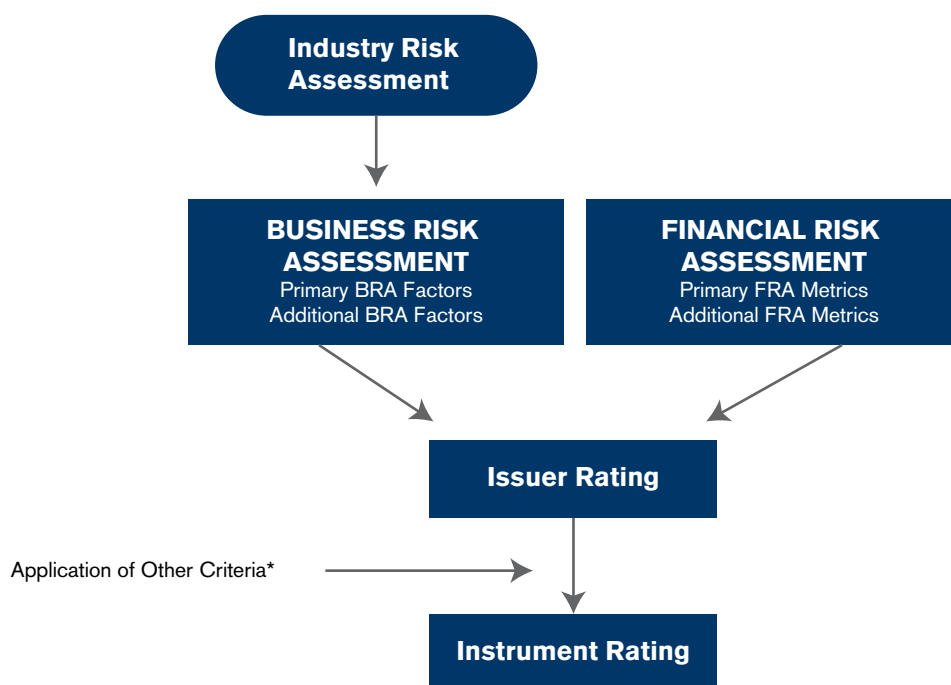 Industry Risk
Assessment
BUSINESS RISK
ASSESSMENT
Primary BRA Factors
Additional BRA Factors
FINANCIAL RISK
ASSESSMENT
Primary FRA Metrics
Additional FRA Metrics
Issuer Rating
Application of Other Criteria*
Instrument Rating